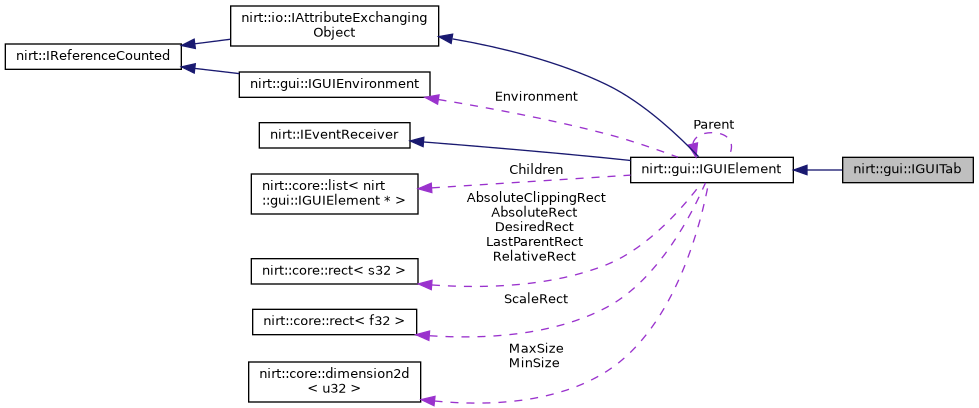 nirt::io::IAttributeExchanging
Object
nirt::IReferenceCounted
nirt::gui::IGUIEnvironment
Environment
nirt::IEventReceiver
Parent
nirt::gui::IGUIElement
nirt::gui::IGUITab
Children
nirt::core::list< nirt
::gui::IGUIElement * >
AbsoluteClippingRect
AbsoluteRect
DesiredRect
LastParentRect
RelativeRect
nirt::core::rect< s32 >
ScaleRect
nirt::core::rect< f32 >
MaxSize
MinSize
nirt::core::dimension2d
< u32 >